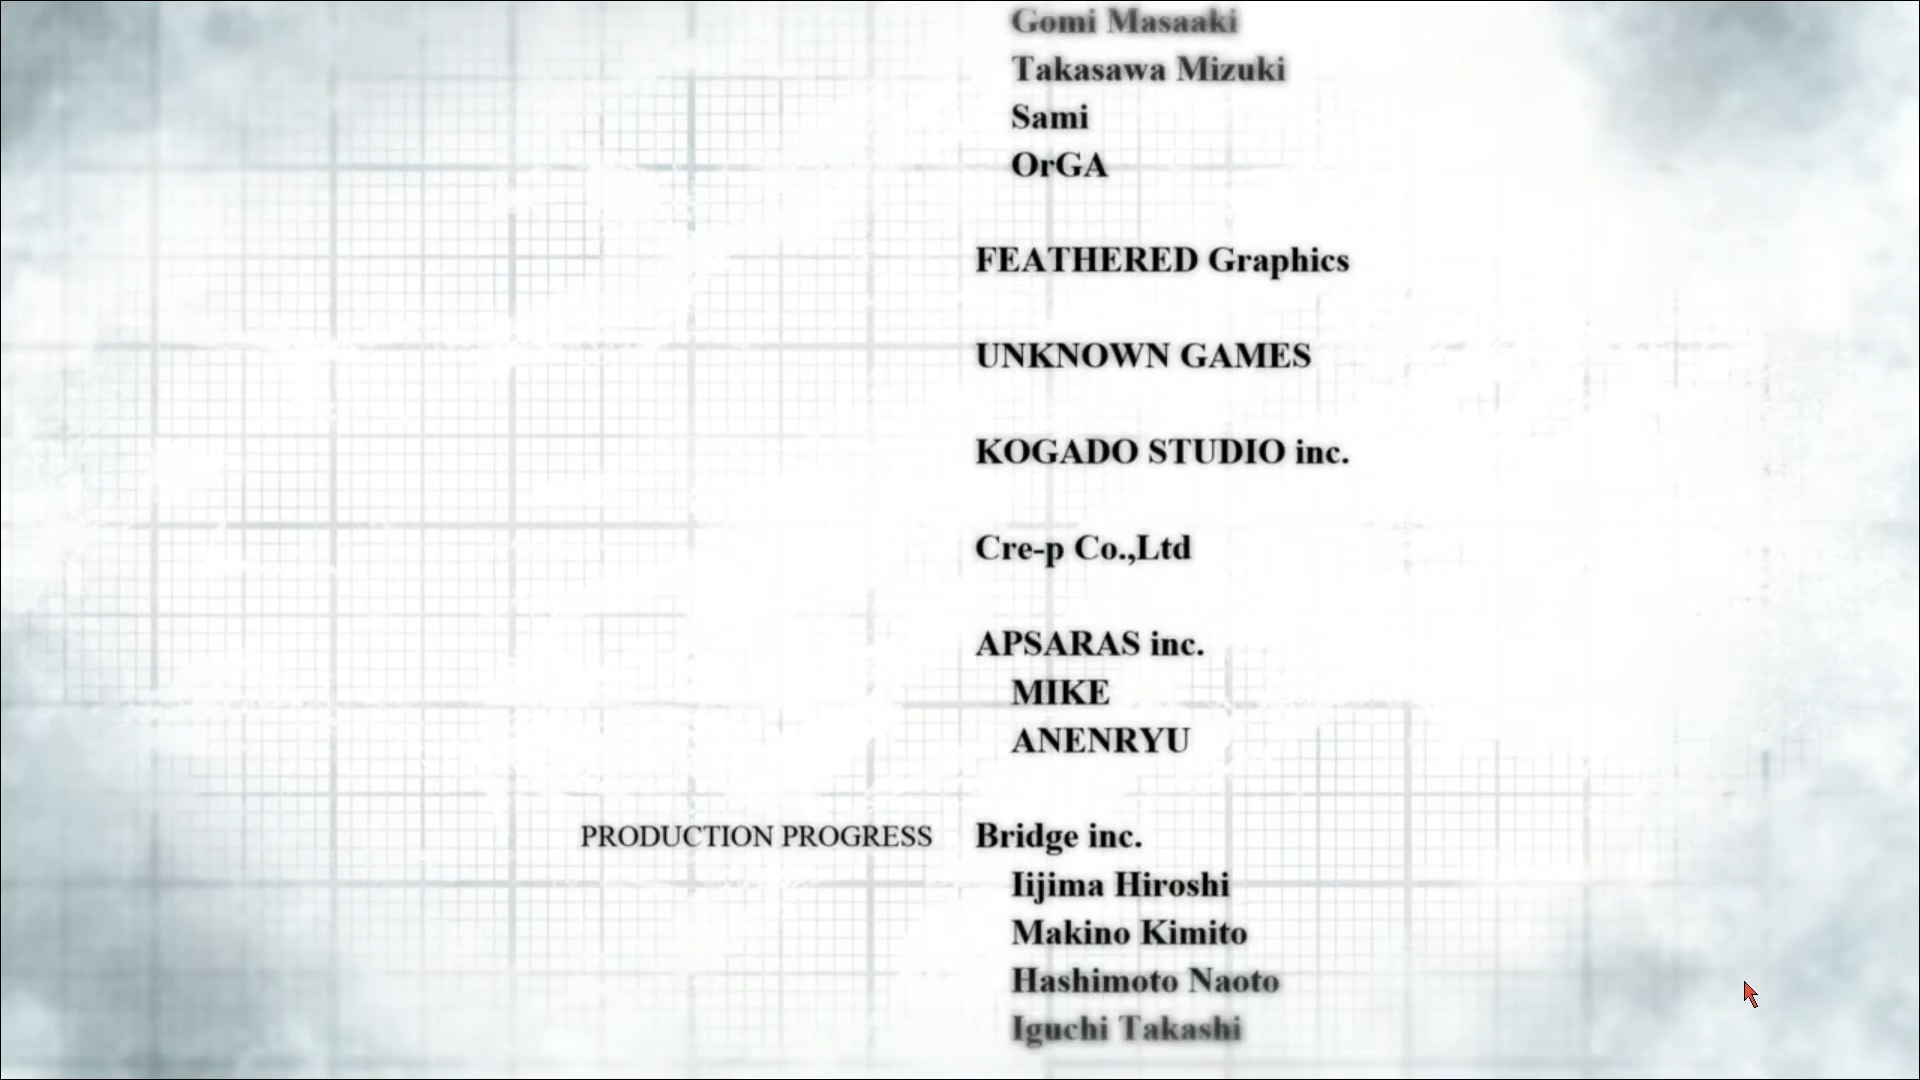 Gomi Masaaki
Takasawa Mizuki
Sami
OrGA
FEATHERED Graphics
UNKNOWN GAMES
KOGADO STUDIO inc.
Cre-p Co.,Ltd
APSARAS inc.
MIKE
ANENRYU
PRODUCTION PROGRESS Bridge inc.
Iijima Hiroshi
Makino Kimito
Hashimoto Naoto
Iguchi Takashi